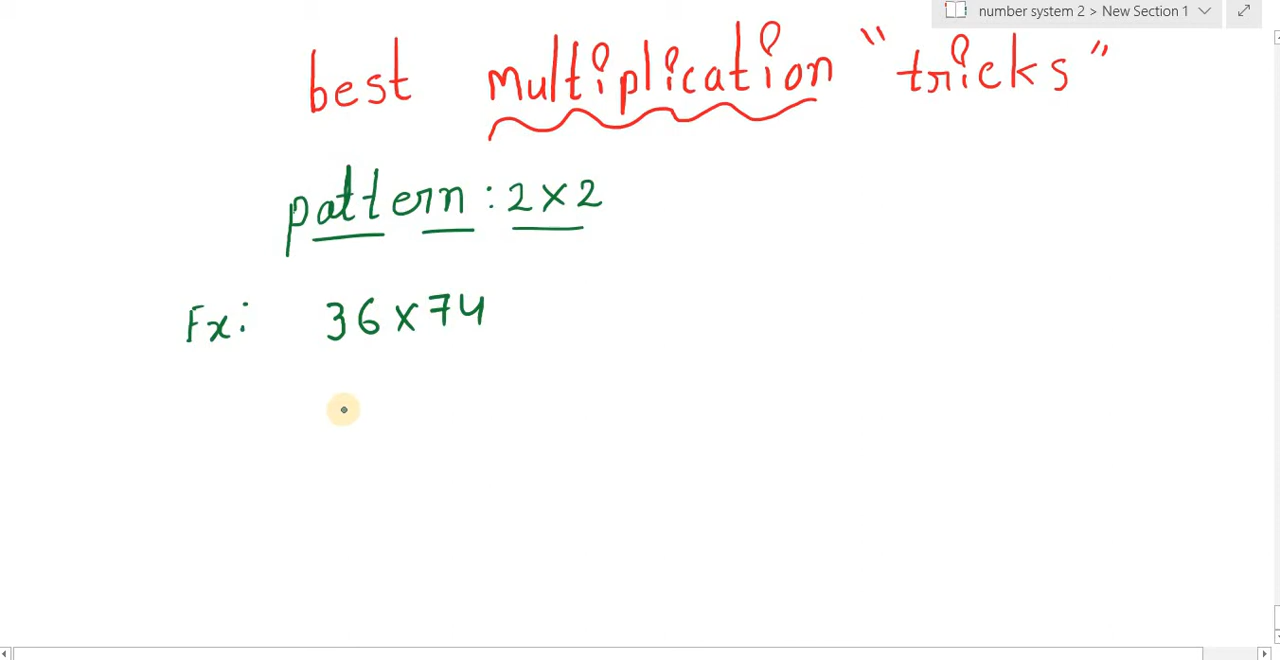 number system 2 > New Section 1
best multiplication "tricks"
pattern : 2×2
Ex: 36×74